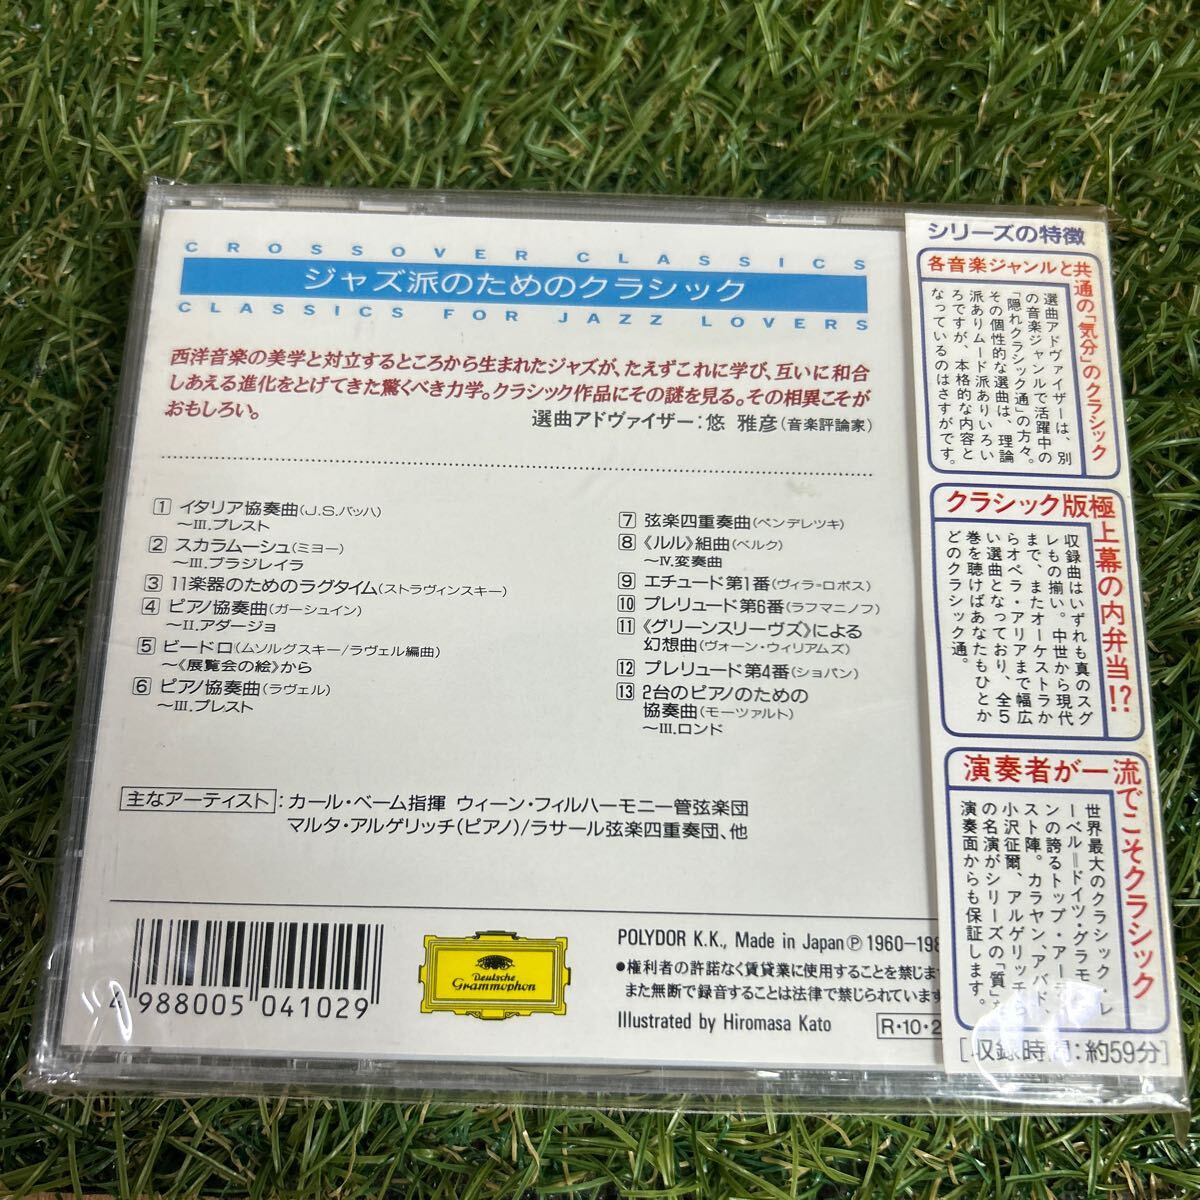 CROSSOVER CLASSICS
ジャズ派のためのクラシック
CLASSICS FOR JAZZ LOVERS
西洋音楽の美学と対立するところから生まれたジャズが、たえずこれに学び、互いに和合
しあえる進化をとげてきた驚くべき力学。クラシック作品にその謎を見る。その相異こそが
おもしろい。
選曲アドヴァイザー:悠 雅彦(音楽評論家)
1 イタリア協奏曲(J.S.バッハ)
〜III.プレスト
2 スカラムーシュ(ミヨー)
〜III.ブラジレイラ
3 11楽器のためのラグタイム(ストラヴィンスキー)
4 ピアノ協奏曲(ガーシュイン)
〜II.アダージョ
5 ビードロ(ムソルグスキー/ラヴェル編曲)
〜《展覧会の絵》から
6 ピアノ協奏曲(ラヴェル)
〜III.プレスト
7 弦楽四重奏曲(ペンデレツキ)
8 《ルル》組曲(ベルク)
〜IV.変奏曲
9 エチュード第1番(ヴィラ=ロボス)
10 プレリュード第6番(ラフマニノフ)
11 《グリーンスリーヴズ》による
幻想曲(ヴォーン・ウィリアムズ)
12 プレリュード第4番(ショパン)
13 2台のピアノのための
協奏曲(モーツァルト)
〜III.ロンド
主なアーティスト:カール・ベーム指揮 ウィーン・フィルハーモニー管弦楽団
マルタ・アルゲリッチ(ピアノ)/ラサール弦楽四重奏団、他
4 988005 041029
Deutsche
Grammophon
POLYDOR K.K., Made in Japan Ⓟ 1960-198
●権利者の許諾なく賃貸業に使用することを禁じま
また無断で録音することは法律で禁じられています
Illustrated by Hiromasa Kato
R・10・2
シリーズの特徴
各音楽ジャンルと共通の「気分」のクラシック
選曲アドヴァイザーは、別
の音楽ジャンルで活躍中の
「隠れクラシック通」の方々。
その個性的な選曲は、理論
派ありムード派ありいろい
ろですが、本格的な内容と
なっているのはさすがです。
クラシック版極上幕の内弁当!?
収録曲はいずれも真のスグ
レもの揃い。中世から現代
まで、またオーケストラか
らオペラ・アリアまで幅広
い選曲となっており、全5
巻を聴けばあなたもひとか
どのクラシック通。
演奏者が一流でこそクラシック
世界最大のクラシック・レ
ーベル=ドイツ・グラモフォ
ンの誇るトップ・アーティ
スト陣。カラヤン、アバド、
小沢征爾、アルゲリッチ
の名演がシリーズの「質」を
演奏面からも保証します。
[収録時間:約59分]